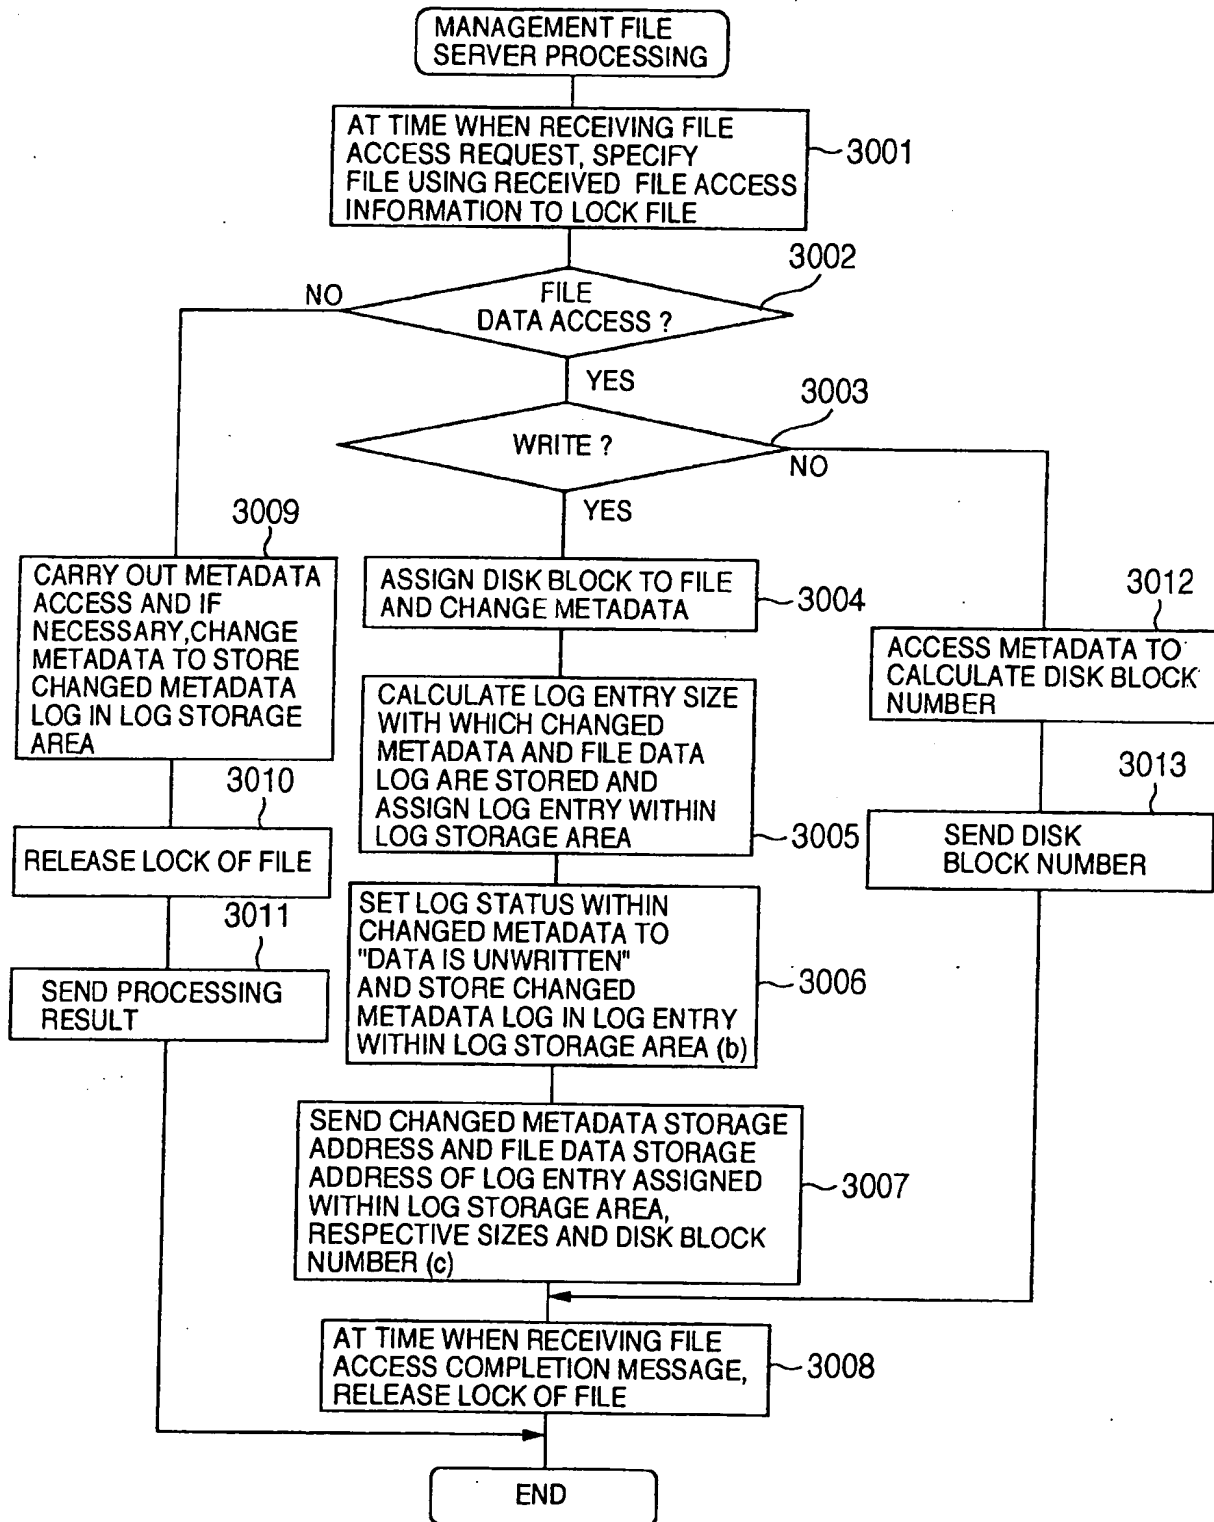 MANAGEMENT FILE
SERVER PROCESSING
AT TIME WHEN RECEIVING FILE
ACCESS REQUEST, SPECIFY
FILE USING RECEIVED FILE ACCESS
INFORMATION TO LOCK FILE
3001
3002
FILE
DATA ACCESS ?
NO
YES
3003
WRITE ?
NO
YES
3009
CARRY OUT METADATA
ACCESS AND IF
NECESSARY,CHANGE
METADATA TO STORE
CHANGED METADATA
LOG IN LOG STORAGE
AREA
3010
RELEASE LOCK OF FILE
3011
SEND PROCESSING
RESULT
ASSIGN DISK BLOCK TO FILE
AND CHANGE METADATA
3004
CALCULATE LOG ENTRY SIZE
WITH WHICH CHANGED
METADATA AND FILE DATA
LOG ARE STORED AND
ASSIGN LOG ENTRY WITHIN
LOG STORAGE AREA
3005
SET LOG STATUS WITHIN
CHANGED METADATA TO
"DATA IS UNWRITTEN"
AND STORE CHANGED
METADATA LOG IN LOG ENTRY
WITHIN LOG STORAGE AREA (b)
3006
SEND CHANGED METADATA STORAGE
ADDRESS AND FILE DATA STORAGE
ADDRESS OF LOG ENTRY ASSIGNED
WITHIN LOG STORAGE AREA,
RESPECTIVE SIZES AND DISK BLOCK
NUMBER (c)
3007
3012
ACCESS METADATA TO
CALCULATE DISK BLOCK
NUMBER
3013
SEND DISK
BLOCK NUMBER
AT TIME WHEN RECEIVING FILE
ACCESS COMPLETION MESSAGE,
RELEASE LOCK OF FILE
3008
END